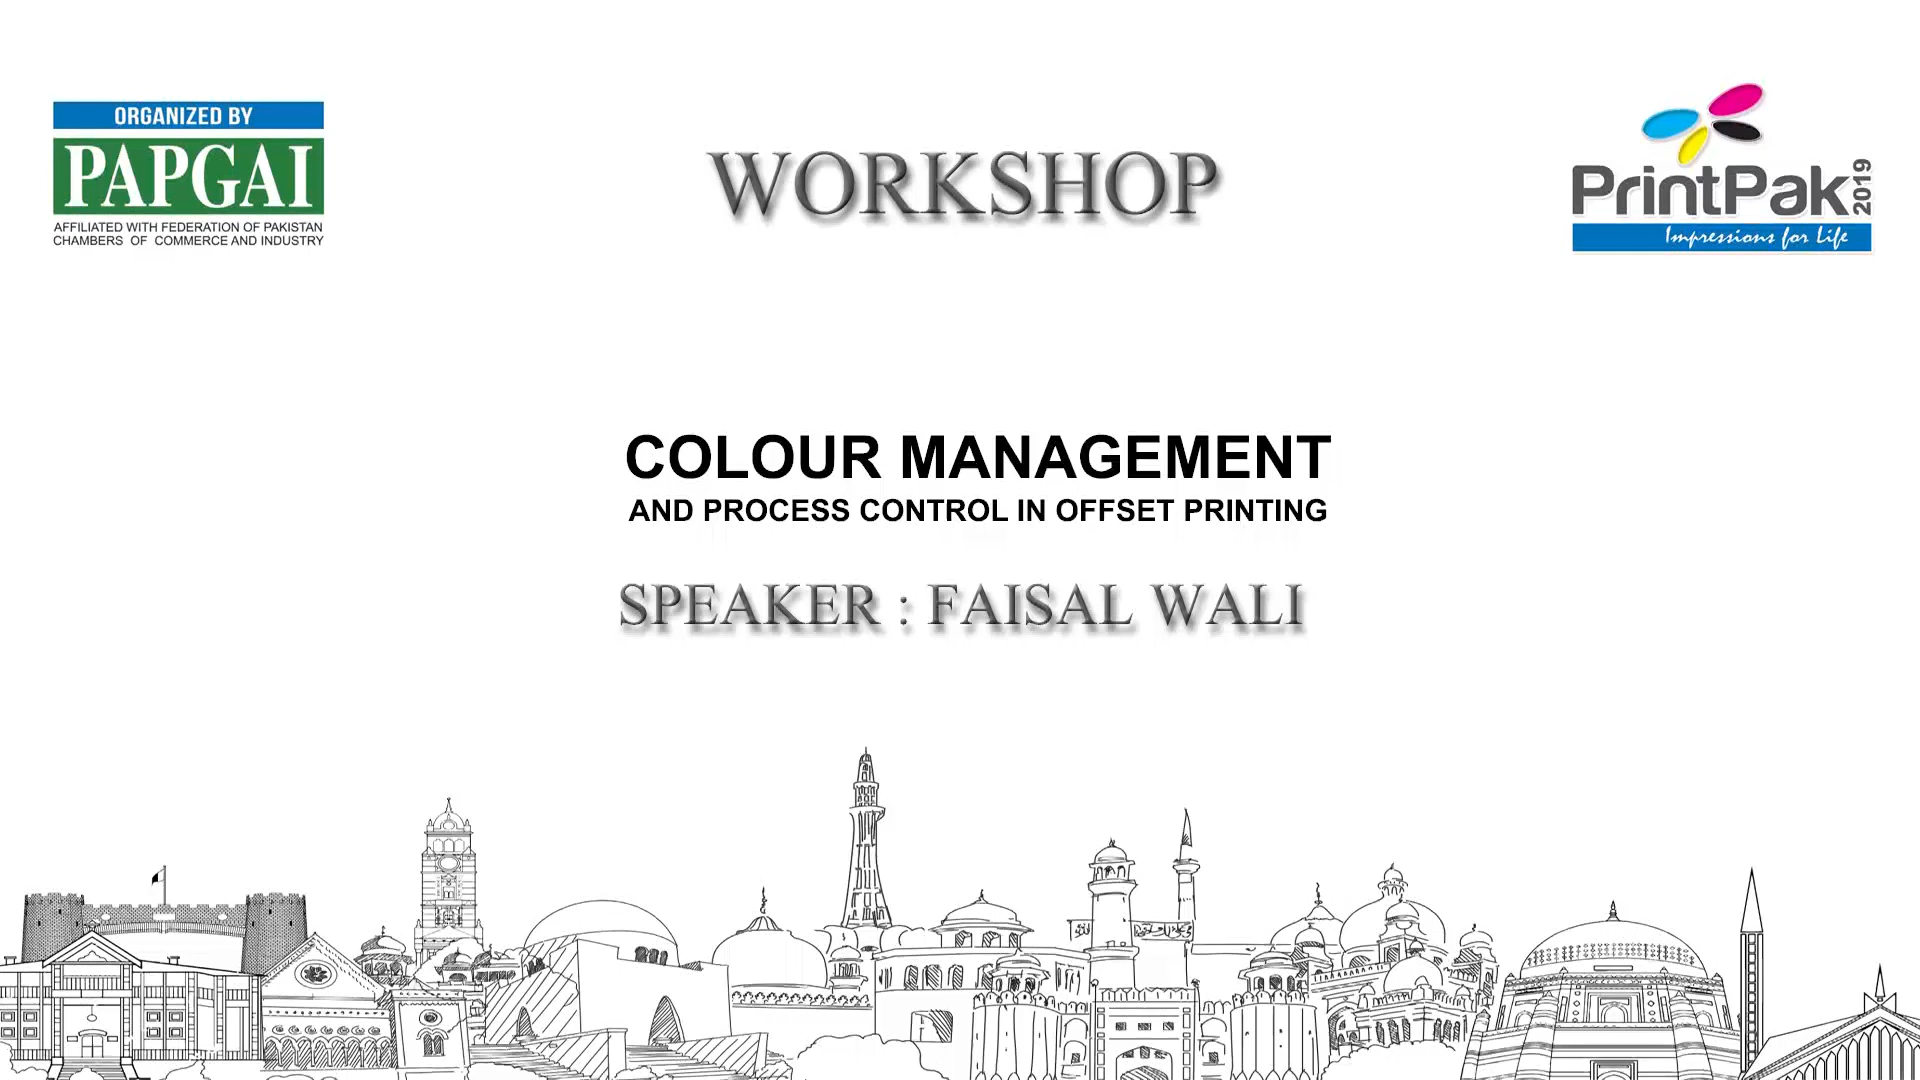 ORGANIZED BY
PAPGAI
AFFILIATED WITH FEDERATION OF PAKISTAN
CHAMBERS OF COMMERCE AND INDUSTRY
WORKSHOP
PrintPak 2019
Impressions for Life
COLOUR MANAGEMENT
AND PROCESS CONTROL IN OFFSET PRINTING
SPEAKER : FAISAL WALI